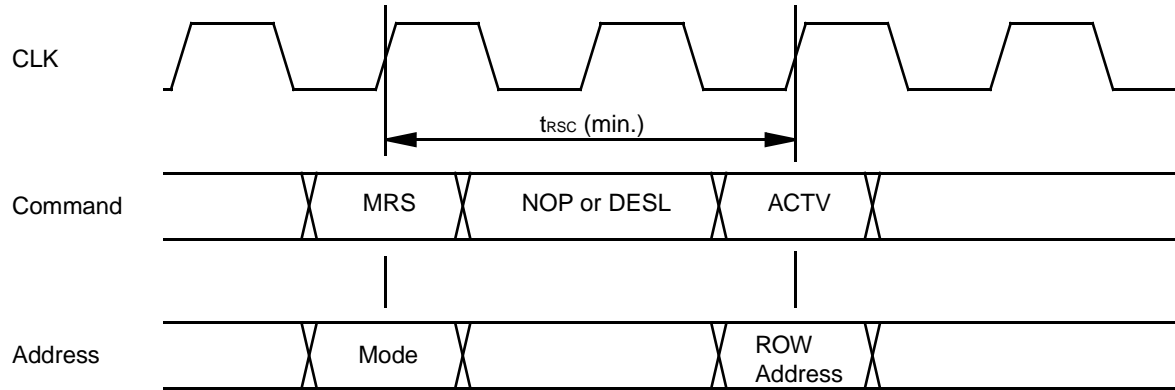 CLK
tRSC (min.)
Command MRS NOP or DESL ACTV
Address Mode ROW
Address